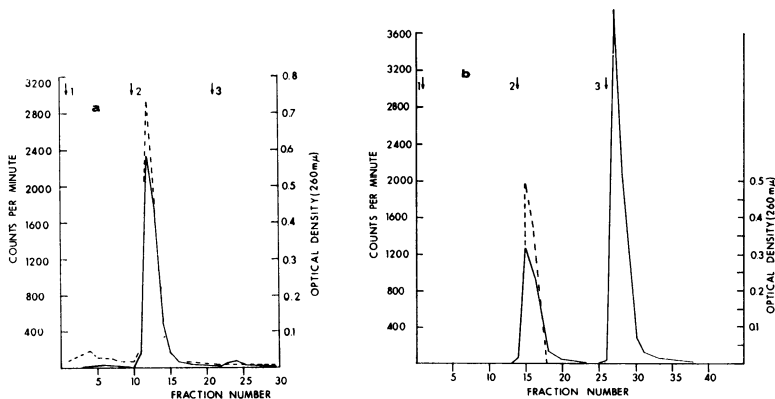 a
↓1 ↓2 ↓3
3200
2800
2400
2000
1600
1200
800
400
COUNTS PER MINUTE
0.8
0.7
0.6
0.5
0.4
0.3
0.2
0.1
OPTICAL DENSITY(260mµ)
5 10 15 20 25 30
FRACTION NUMBER
b
1↓ 2↓ 3↓
3600
3200
2800
2400
2000
1600
1200
800
400
COUNTS PER MINUTE
0.5
0.4
0.3
0.2
0.1
OPTICAL DENSITY(260mµ)
5 10 15 20 25 30 35 40
FRACTION NUMBER